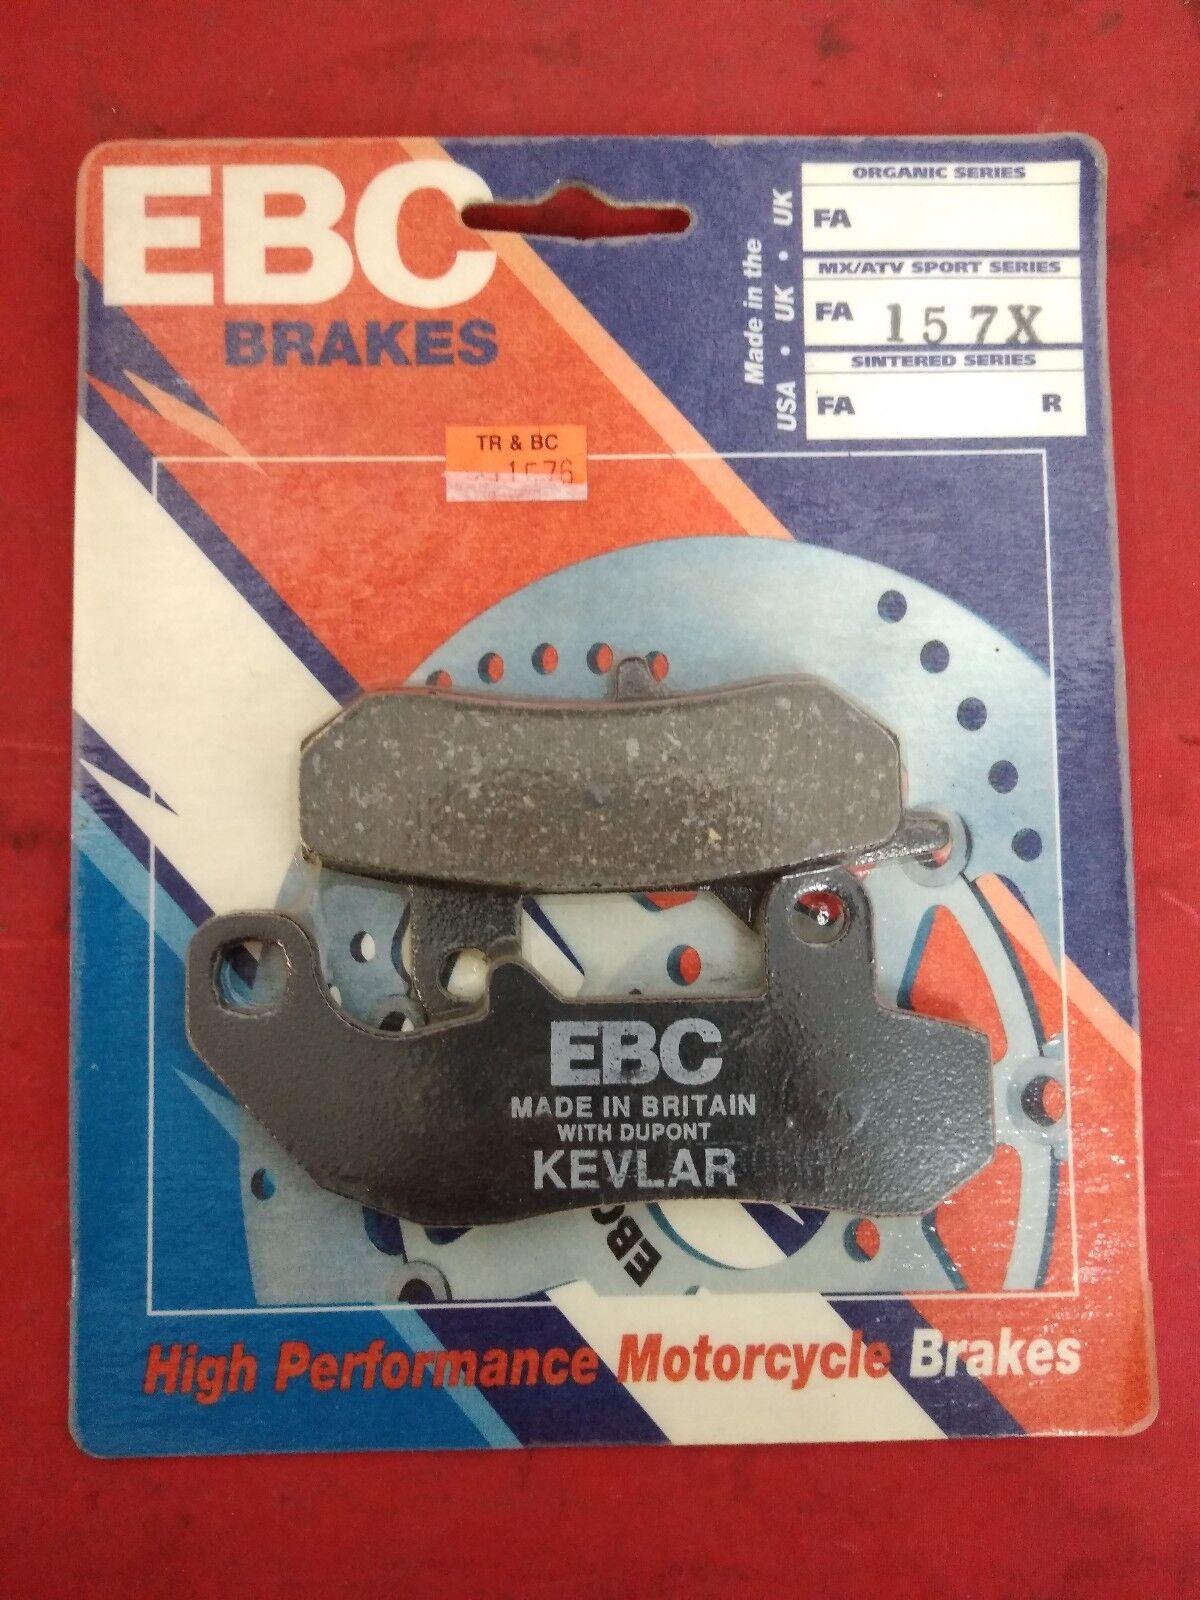 EBC
BRAKES
Made in the
USA • UK • UK
ORGANIC SERIES
FA
MX/ATV SPORT SERIES
FA 157X
SINTERED SERIES
FA R
TR & BC
EBC
MADE IN BRITAIN
WITH DUPONT
KEVLAR
EBC
High Performance Motorcycle Brakes